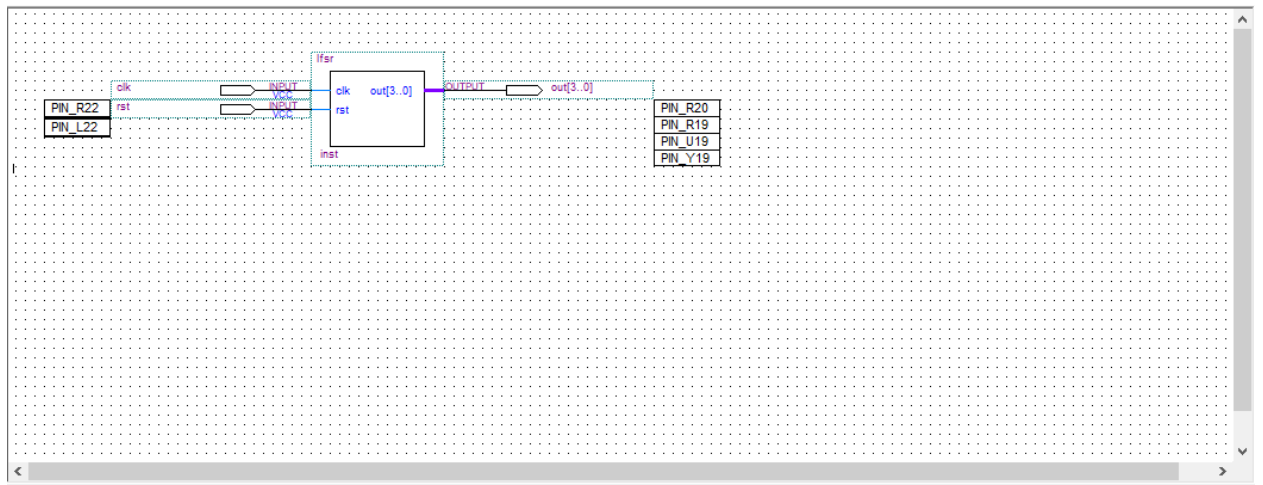 lfsr
clk INPUT VCC clk out[3..0] OUTPUT out[3..0]
PIN_R22 rst INPUT VCC rst PIN_R20
PIN_L22 PIN_R19
PIN_U19
inst PIN_Y19